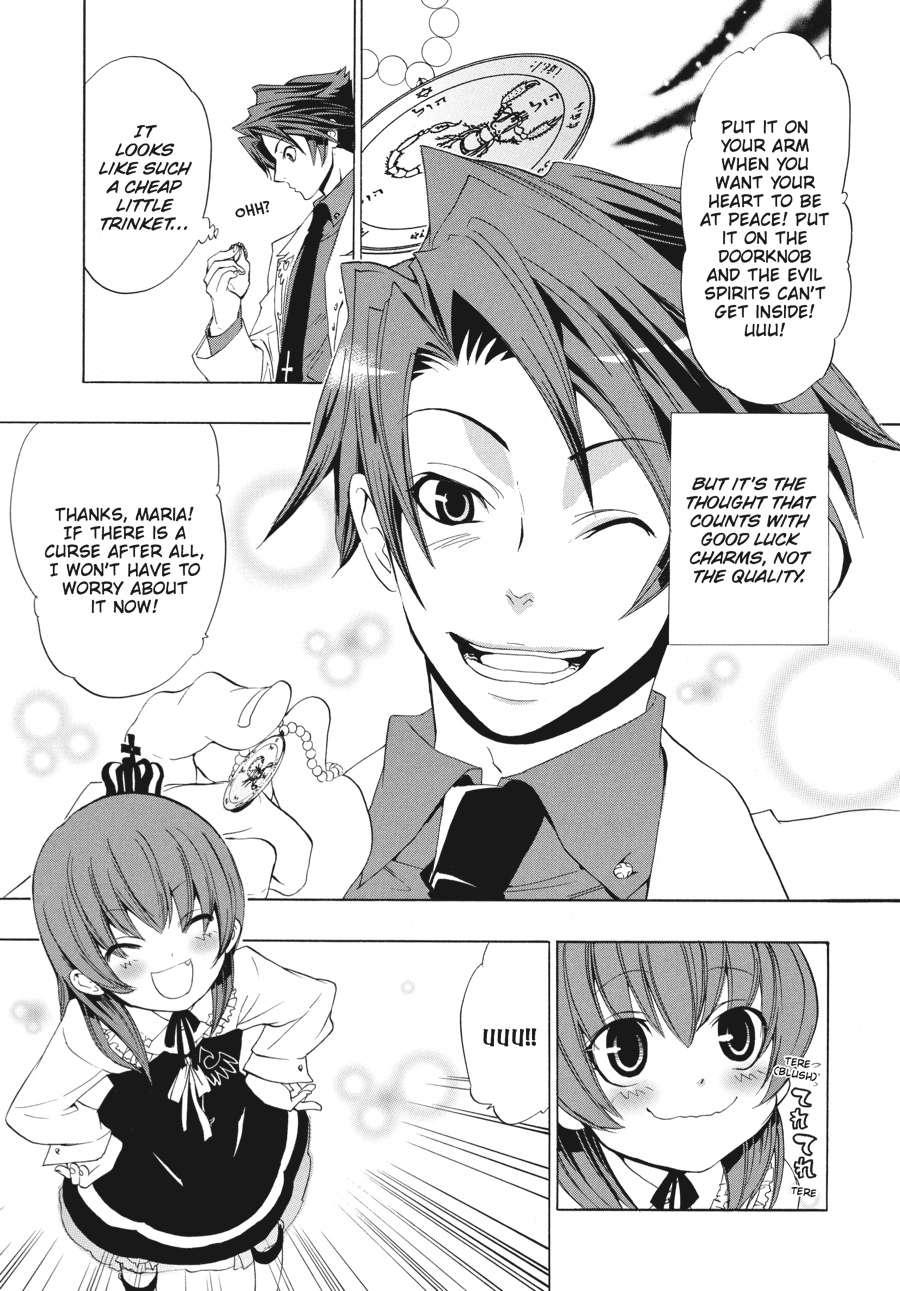 PUT IT ON
YOUR ARM
WHEN YOU
WANT YOUR
HEART TO BE
AT PEACE! PUT
IT ON THE
DOORKNOB
AND THE EVIL
SPIRITS CAN'T
GET INSIDE!
UUU!
IT
LOOKS
LIKE SUCH
A CHEAP
LITTLE
TRINKET...
OHH?
BUT IT'S THE
THOUGHT THAT
COUNTS WITH
GOOD LUCK
CHARMS, NOT
THE QUALITY.
THANKS, MARIA!
IF THERE IS A
CURSE AFTER ALL,
I WON'T HAVE TO
WORRY ABOUT
IT NOW!
TERE
(BLUSH)
てれてれ
TERE
UUU!!